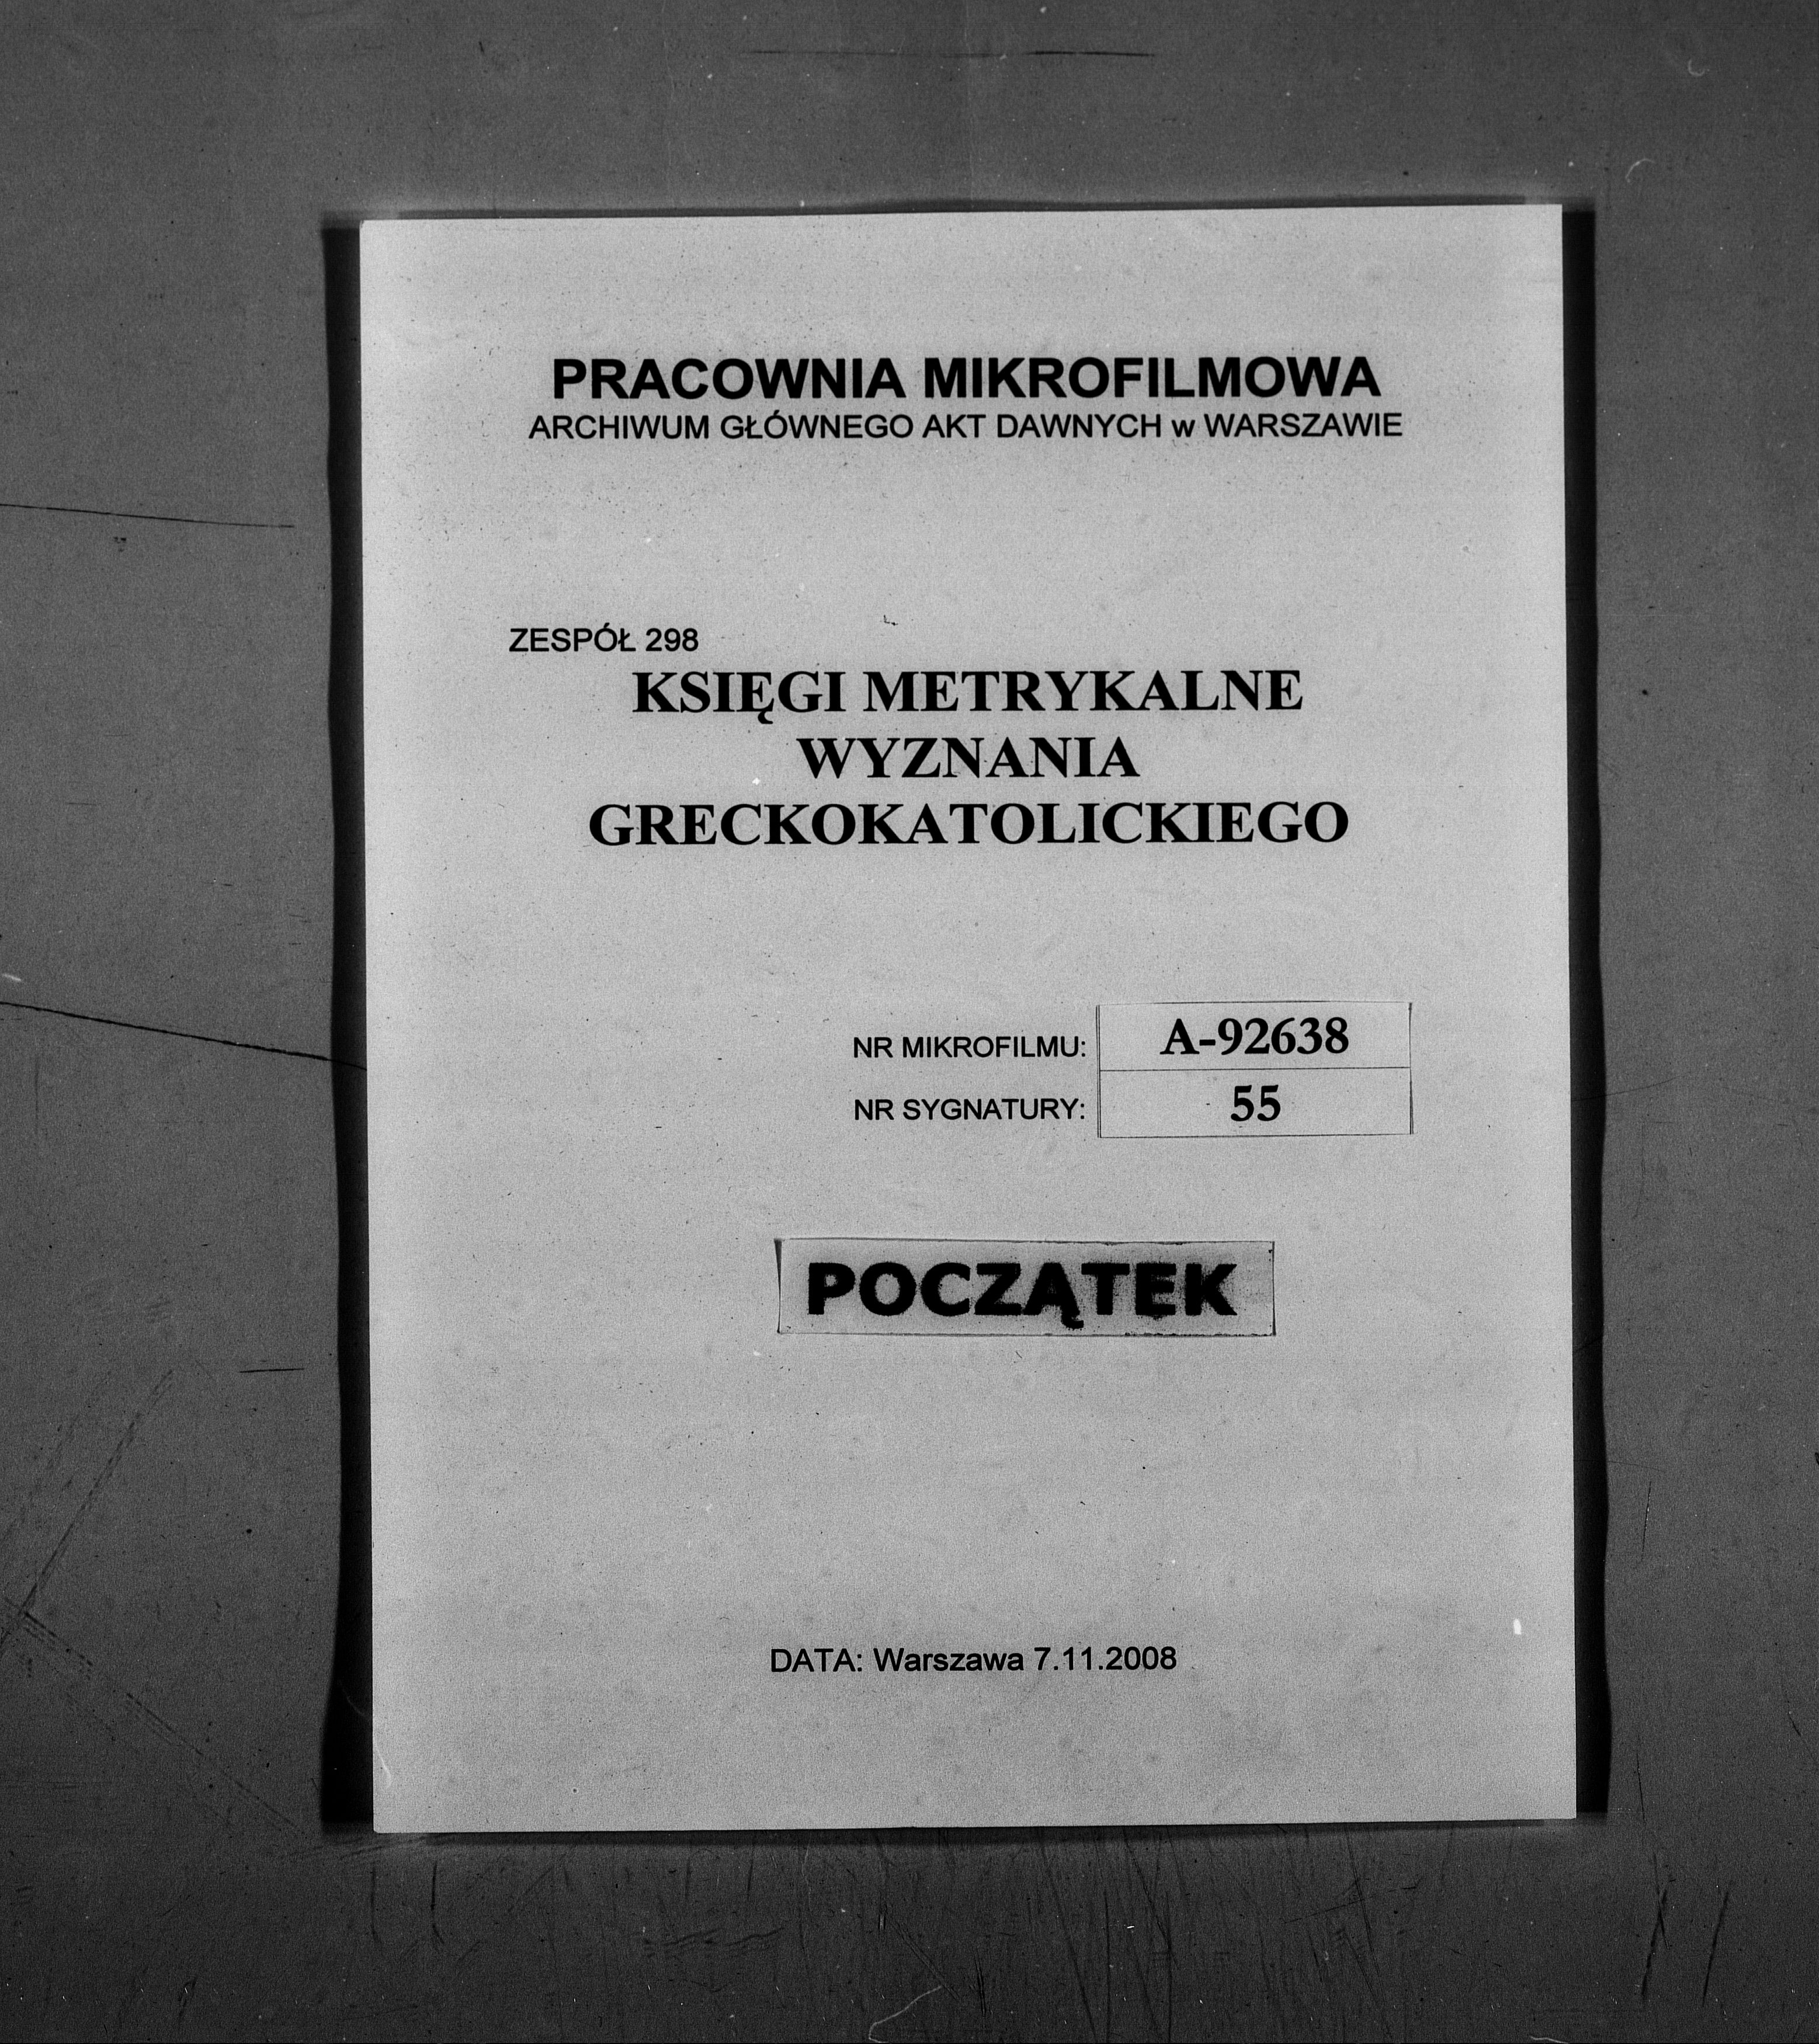 PRACOWNIA MIKROFILMOWA
ARCHIWUM GŁÓWNEGO AKT DAWNYCH w WARSZAWIE
ZESPÓŁ 298
KSIĘGI METRYKALNE
WYZNANIA
GRECKOKATOLICKIEGO
NR MIKROFILMU: A-92638
NR SYGNATURY: 55
POCZĄTEK
DATA: Warszawa 7.11.2008